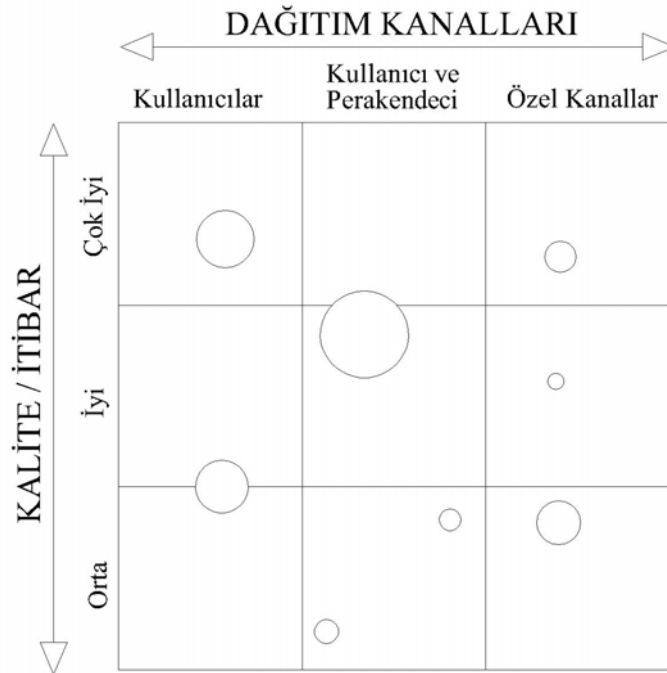 DAĞITIM KANALLARI
Kullanıcılar
Kullanıcı ve
Perakendeci
Özel Kanallar
KALİTE / İTİBAR
Çok İyi
İyi
Orta